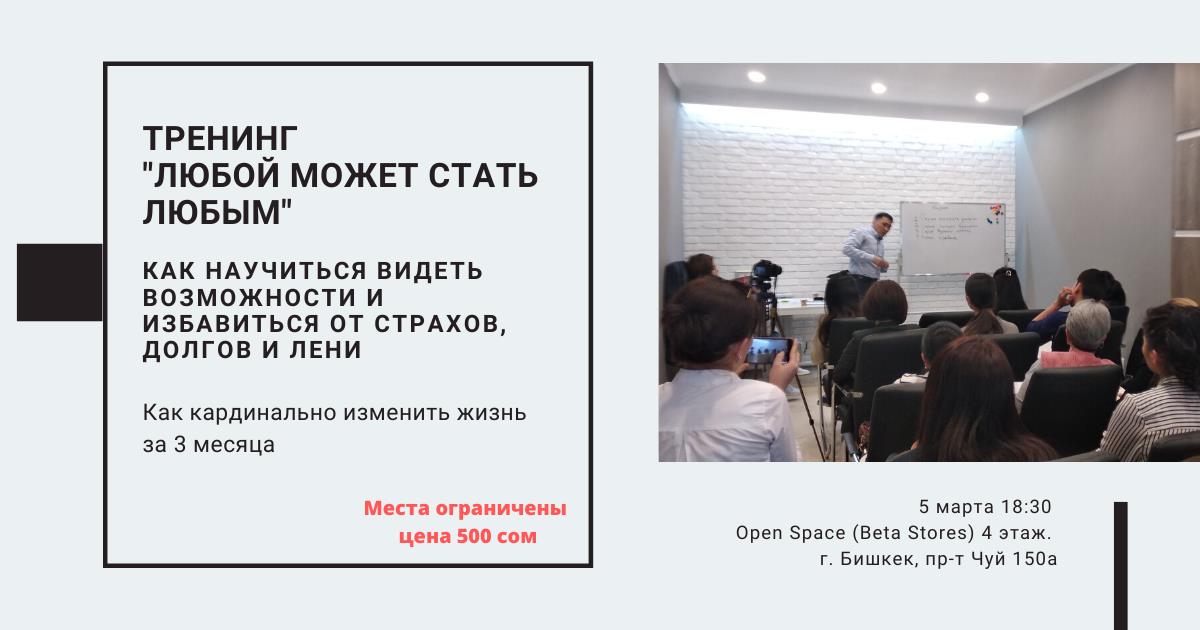 ТРЕНИНГ
"ЛЮБОЙ МОЖЕТ СТАТЬ
ЛЮБЫМ"
КАК НАУЧИТЬСЯ ВИДЕТЬ
ВОЗМОЖНОСТИ И
ИЗБАВИТЬСЯ ОТ СТРАХОВ,
ДОЛГОВ И ЛЕНИ
Как кардинально изменить жизнь
за 3 месяца
Места ограничены
цена 500 сом
5 марта 18:30
Open Space (Beta Stores) 4 этаж.
г. Бишкек, пр-т Чуй 150а